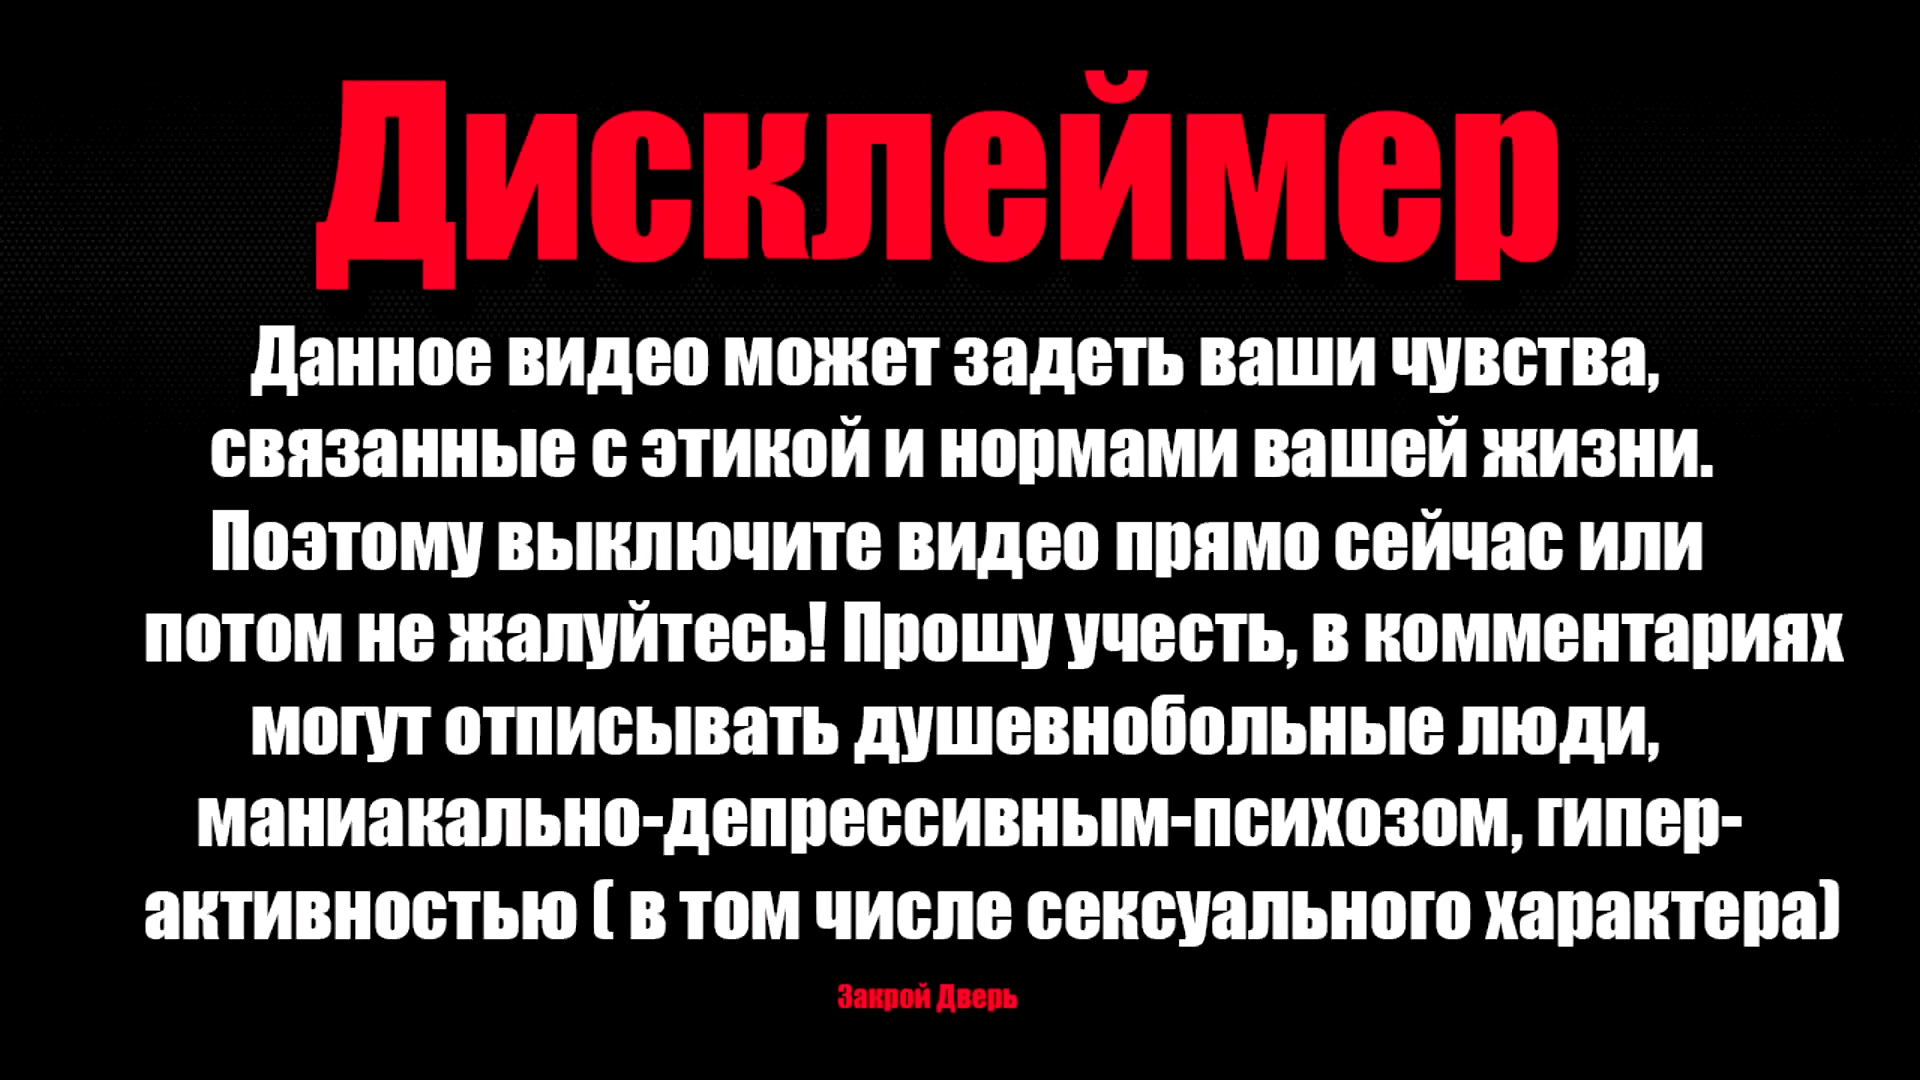 Дисклеймер
Данное видео может задеть ваши чувства,
связанные с этикой и нормами вашей жизни.
Поэтому выключите видео прямо сейчас или
потом не жалуйтесь! Прошу учесть, в комментариях
могут отписывать душевнобольные люди,
маниакально-депрессивным-психозом, гипер-
активностью ( в том числе сексуального характера)
Закрой Дверь